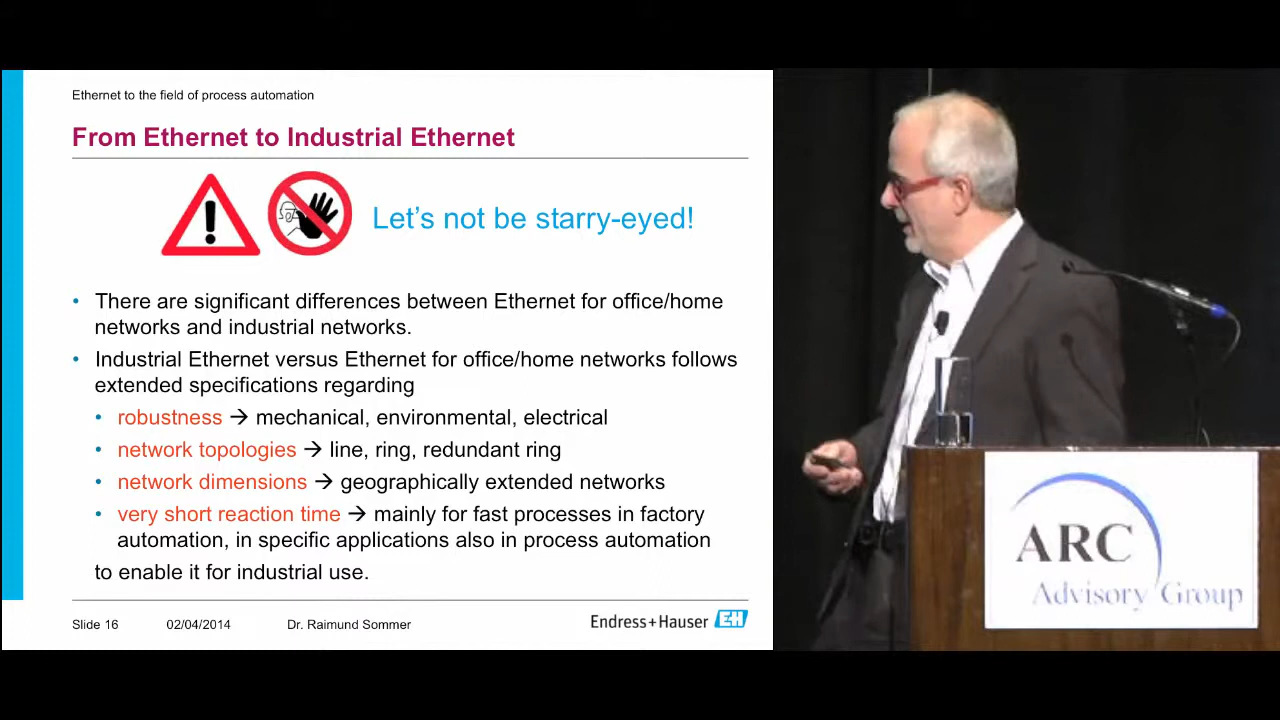 Ethernet to the field of process automation
From Ethernet to Industrial Ethernet
Let's not be starry-eyed!
• There are significant differences between Ethernet for office/home
networks and industrial networks.
• Industrial Ethernet versus Ethernet for office/home networks follows
extended specifications regarding
• robustness → mechanical, environmental, electrical
• network topologies → line, ring, redundant ring
• network dimensions → geographically extended networks
• very short reaction time → mainly for fast processes in factory
automation, in specific applications also in process automation
to enable it for industrial use.
Slide 16 02/04/2014 Dr. Raimund Sommer
Endress+Hauser EH
ARC
Advisory Group